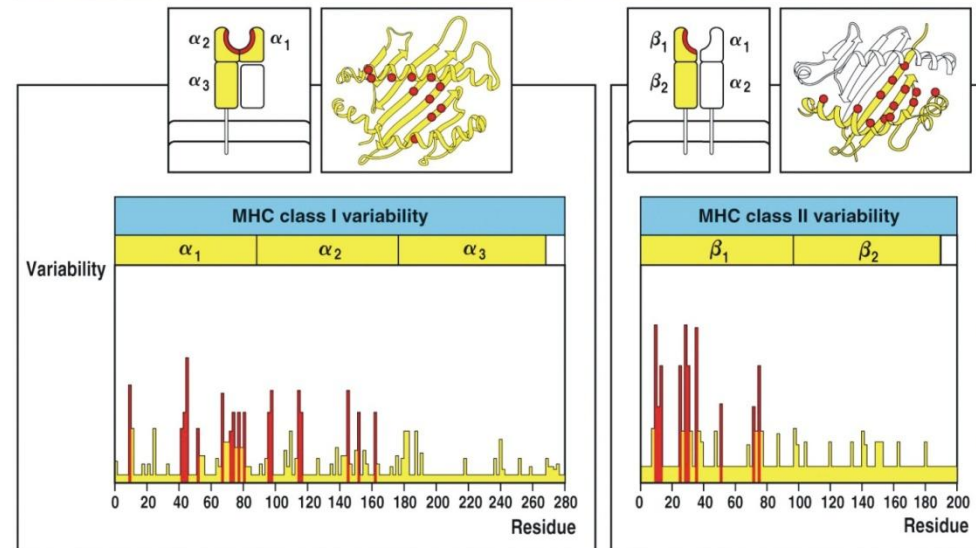 α2 α1
α3
β1 α1
β2 α2
MHC class I variability
α1 α2 α3
Variability
0 20 40 60 80 100 120 140 160 180 200 220 240 260 280
Residue
MHC class II variability
β1 β2
0 20 40 60 80 100 120 140 160 180 200
Residue